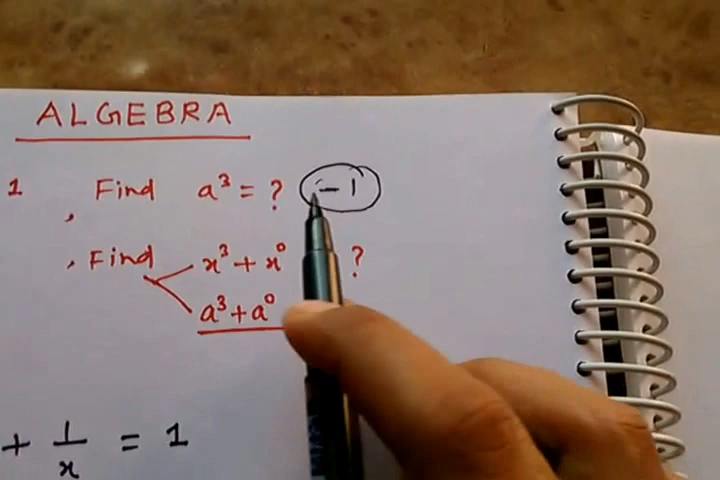 ALGEBRA
1 , Find a³ = ? -1
, Find x³ + x⁰ ?
a³ + a⁰
+ 1/x = 1